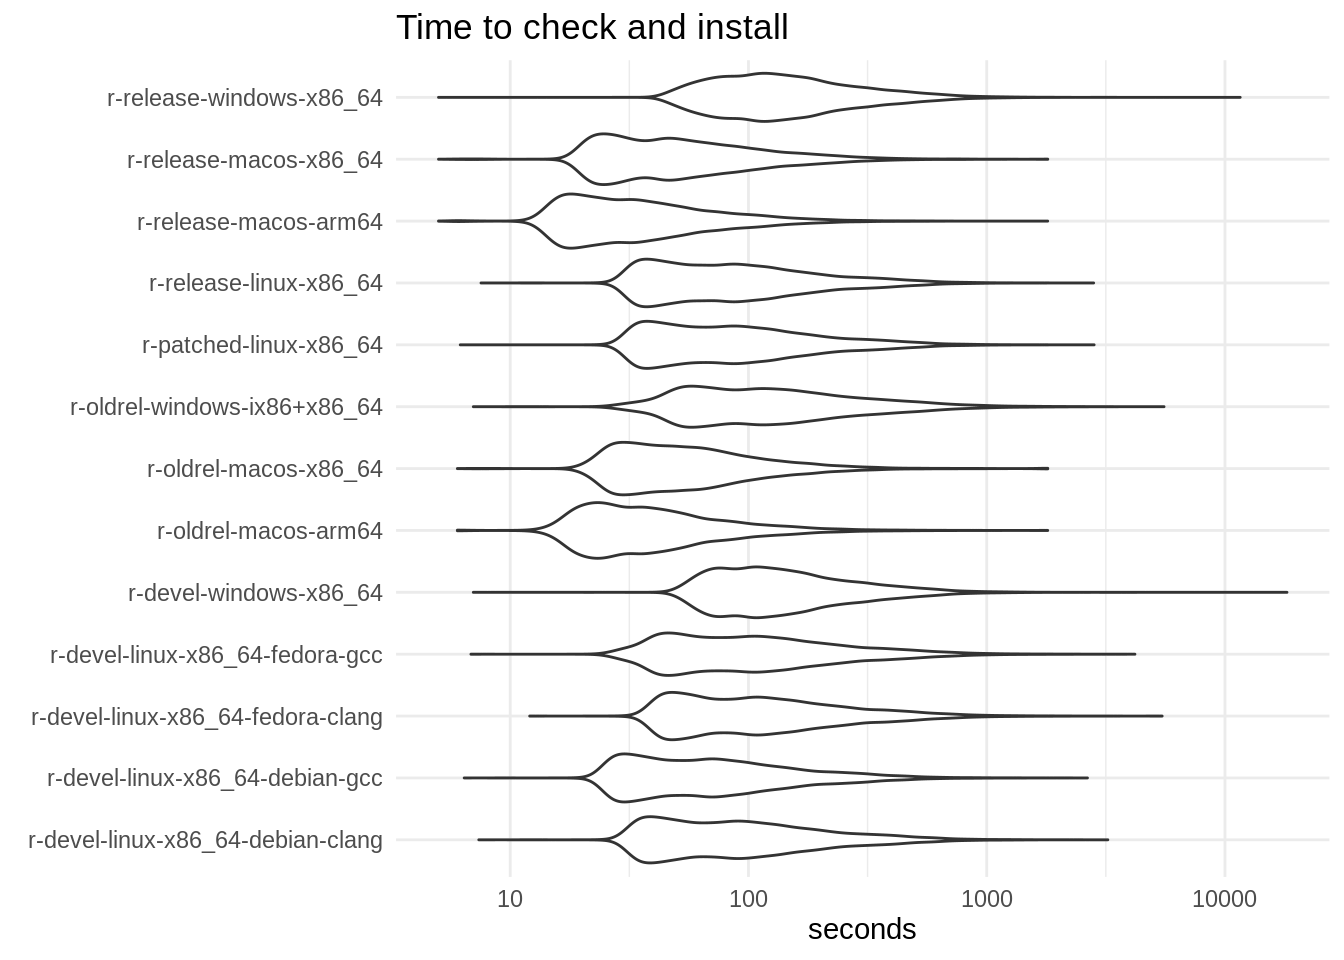 Time to check and install
r-release-windows-x86_64
r-release-macos-x86_64
r-release-macos-arm64
r-release-linux-x86_64
r-patched-linux-x86_64
r-oldrel-windows-ix86+x86_64
r-oldrel-macos-x86_64
r-oldrel-macos-arm64
r-devel-windows-x86_64
r-devel-linux-x86_64-fedora-gcc
r-devel-linux-x86_64-fedora-clang
r-devel-linux-x86_64-debian-gcc
r-devel-linux-x86_64-debian-clang
10 100 1000 10000
seconds